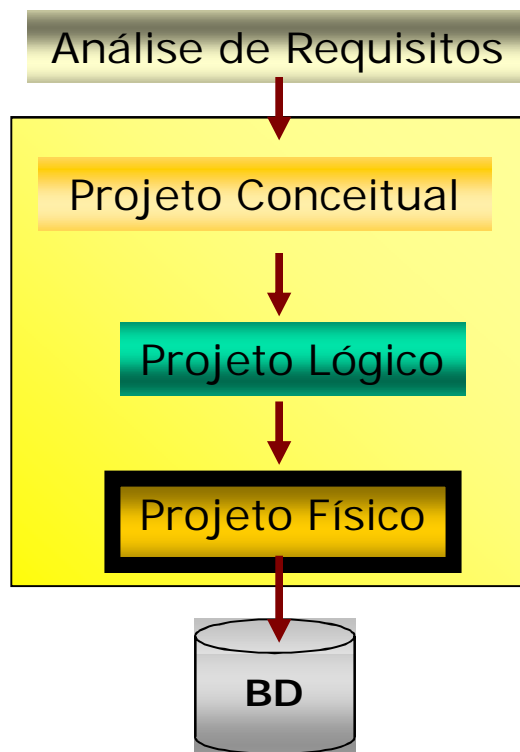 Análise de Requisitos
Projeto Conceitual
Projeto Lógico
Projeto Físico
BD